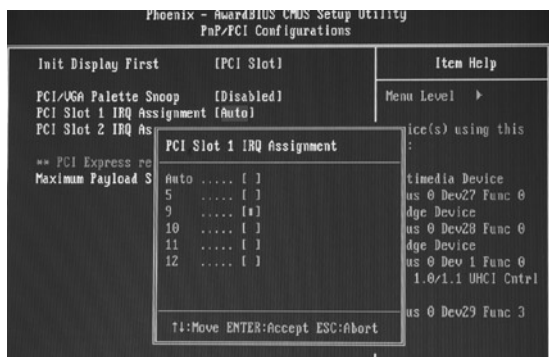 Phoenix - AwardBIOS CMOS Setup Utility
PnP/PCI Configurations
Init Display First [PCI Slot]
Item Help
PCI/VGA Palette Snoop [Disabled]
PCI Slot 1 IRQ Assignment [Auto]
PCI Slot 2 IRQ As
** PCI Express re
Maximum Payload S
Menu Level ▸
ice(s) using this
:
timedia Device
us 0 Dev27 Func 0
dge Device
us 0 Dev28 Func 0
dge Device
us 0 Dev 1 Func 0
1.0/1.1 UHCI Cntrl
us 0 Dev29 Func 3
PCI Slot 1 IRQ Assignment
Auto ..... [ ]
5 ..... [ ]
9 ..... [▪]
10 ..... [ ]
11 ..... [ ]
12 ..... [ ]
↑↓:Move ENTER:Accept ESC:Abort